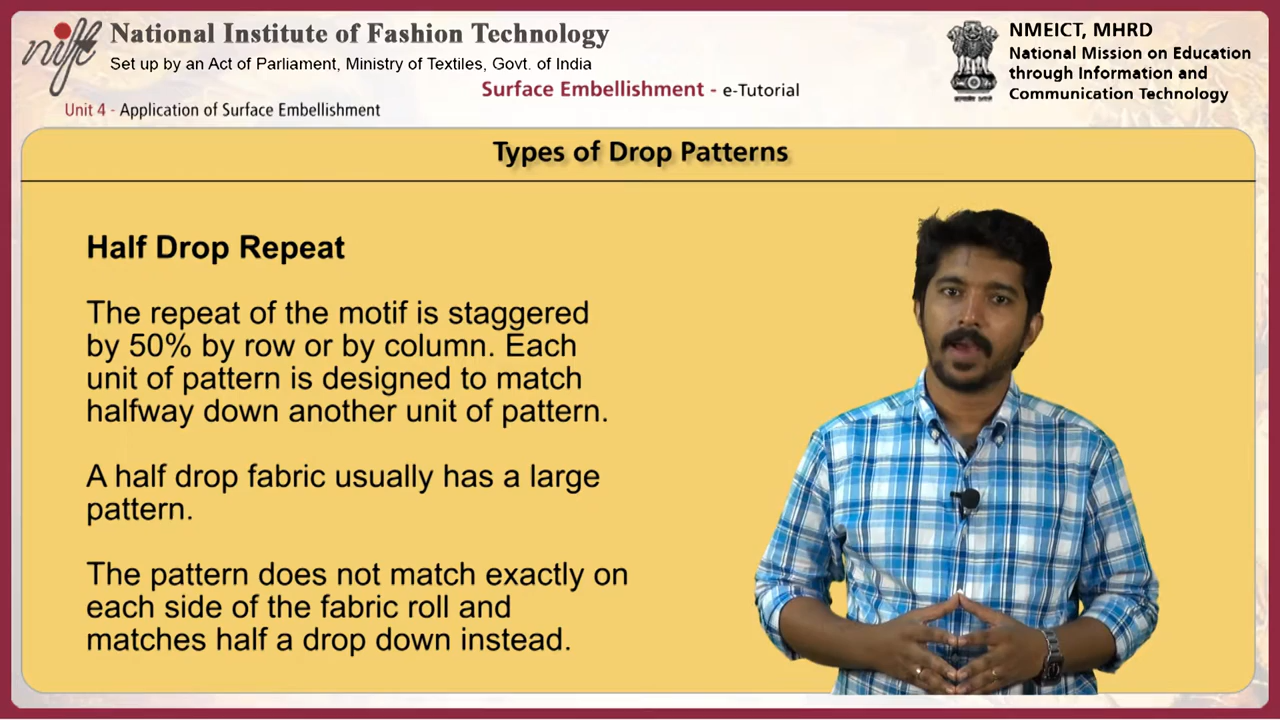 nift
National Institute of Fashion Technology
Set up by an Act of Parliament, Ministry of Textiles, Govt. of India
NMEICT, MHRD
National Mission on Education
through Information and
Communication Technology
Surface Embellishment - e-Tutorial
Unit 4 - Application of Surface Embellishment
Types of Drop Patterns
Half Drop Repeat
The repeat of the motif is staggered
by 50% by row or by column. Each
unit of pattern is designed to match
halfway down another unit of pattern.
A half drop fabric usually has a large
pattern.
The pattern does not match exactly on
each side of the fabric roll and
matches half a drop down instead.